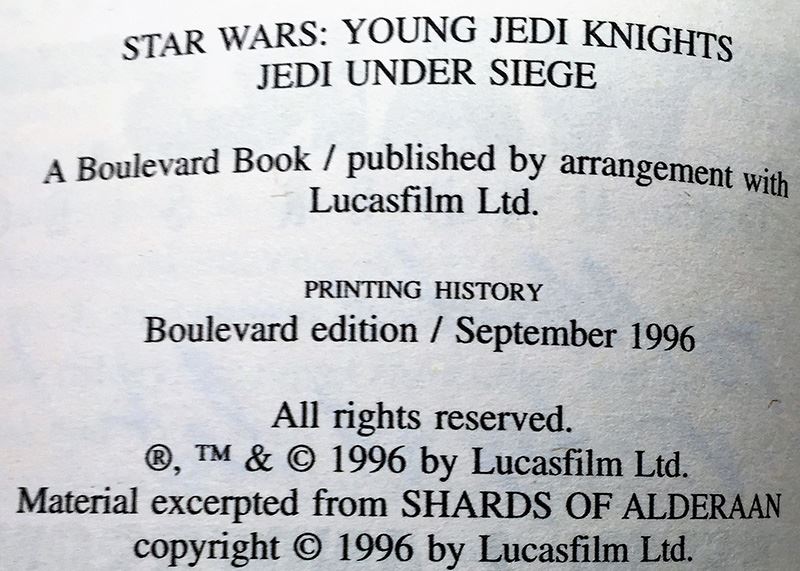 STAR WARS: YOUNG JEDI KNIGHTS
JEDI UNDER SIEGE
A Boulevard Book / published by arrangement with
Lucasfilm Ltd.
PRINTING HISTORY
Boulevard edition / September 1996
All rights reserved.
®, ™ & © 1996 by Lucasfilm Ltd.
Material excerpted from SHARDS OF ALDERAAN
copyright © 1996 by Lucasfilm Ltd.